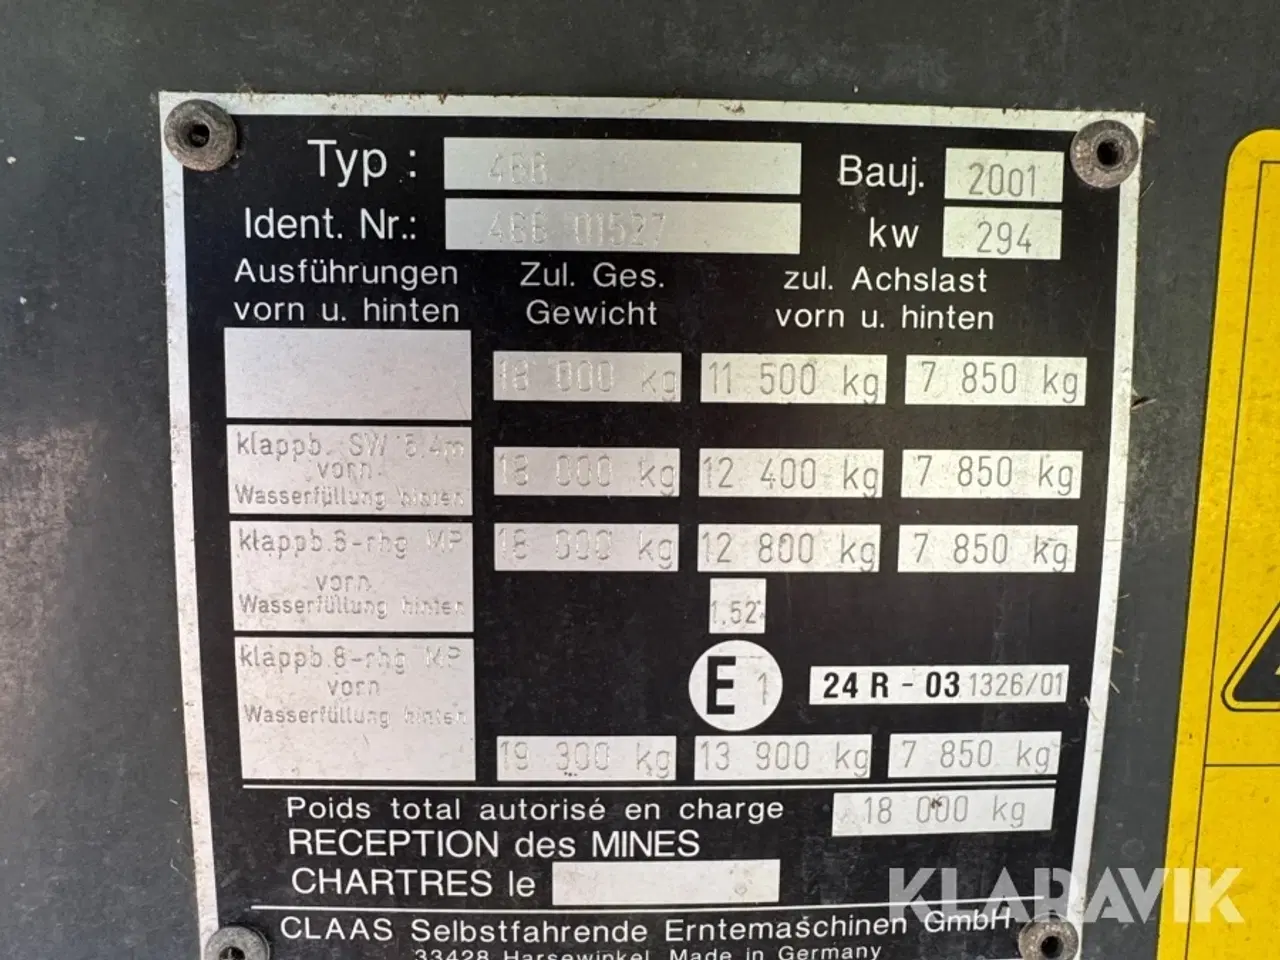 Typ : 466 Bauj. 2001
Ident. Nr.: 466 01527 kw 294
Ausführungen Zul. Ges. zul. Achslast
vorn u. hinten Gewicht vorn u. hinten
18 000 kg 11 500 kg 7 850 kg
klappb. SW 6.4m
vorn.
Wasserfüllung hinten
18 000 kg 12 400 kg 7 850 kg
klappb.6-rhg MP 18 000 kg 12 800 kg 7 850 kg
vorn
Wasserfüllung hinten
1,52
klappb.8-rhg MP
vorn
Wasserfüllung hinten
E 1 24 R - 03 1326/01
19 300 kg 13 900 kg 7 850 kg
Poids total autorisé en charge 18 000 kg
RECEPTION des MINES
CHARTRES le
CLAAS Selbstfahrende Erntemaschinen GmbH
33428 Harsewinkel, Made in Germany
KLARAVIK